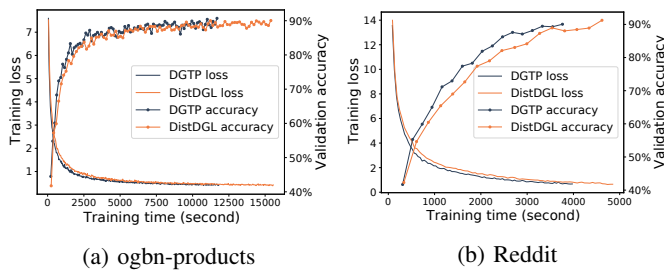 7
6
5
4
3
2
1
Training loss
90%
80%
70%
60%
50%
40%
Validation accuracy
DGTP loss
DistDGL loss
DGTP accuracy
DistDGL accuracy
0 2500 5000 7500 10000 12500 15000
Training time (second)
(a) ogbn-products
14
12
10
8
6
4
2
0
Training loss
90%
80%
70%
60%
50%
40%
Validation accuracy
DGTP loss
DistDGL loss
DGTP accuracy
DistDGL accuracy
0 1000 2000 3000 4000 5000
Training time (second)
(b) Reddit